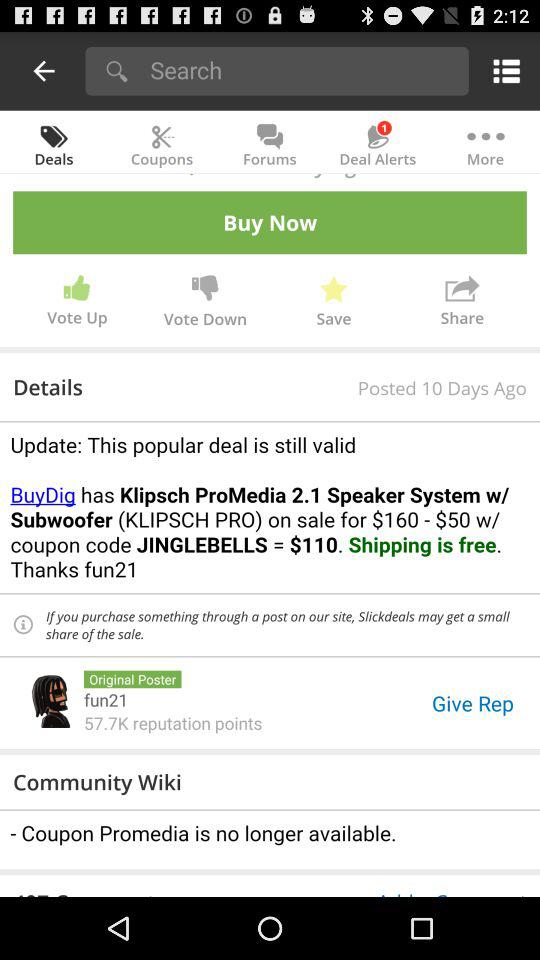 2:12
Search
1
Deals Coupons Forums Deal Alerts More
Buy Now
Vote Up Vote Down Save Share
Details Posted 10 Days Ago
Update: This popular deal is still valid
BuyDig has Klipsch ProMedia 2.1 Speaker System w/
Subwoofer (KLIPSCH PRO) on sale for $160 - $50 w/
coupon code JINGLEBELLS = $110. Shipping is free.
Thanks fun21
If you purchase something through a post on our site, Slickdeals may get a small
share of the sale.
Original Poster
fun21
57.7K reputation points
Give Rep
Community Wiki
- Coupon Promedia is no longer available.